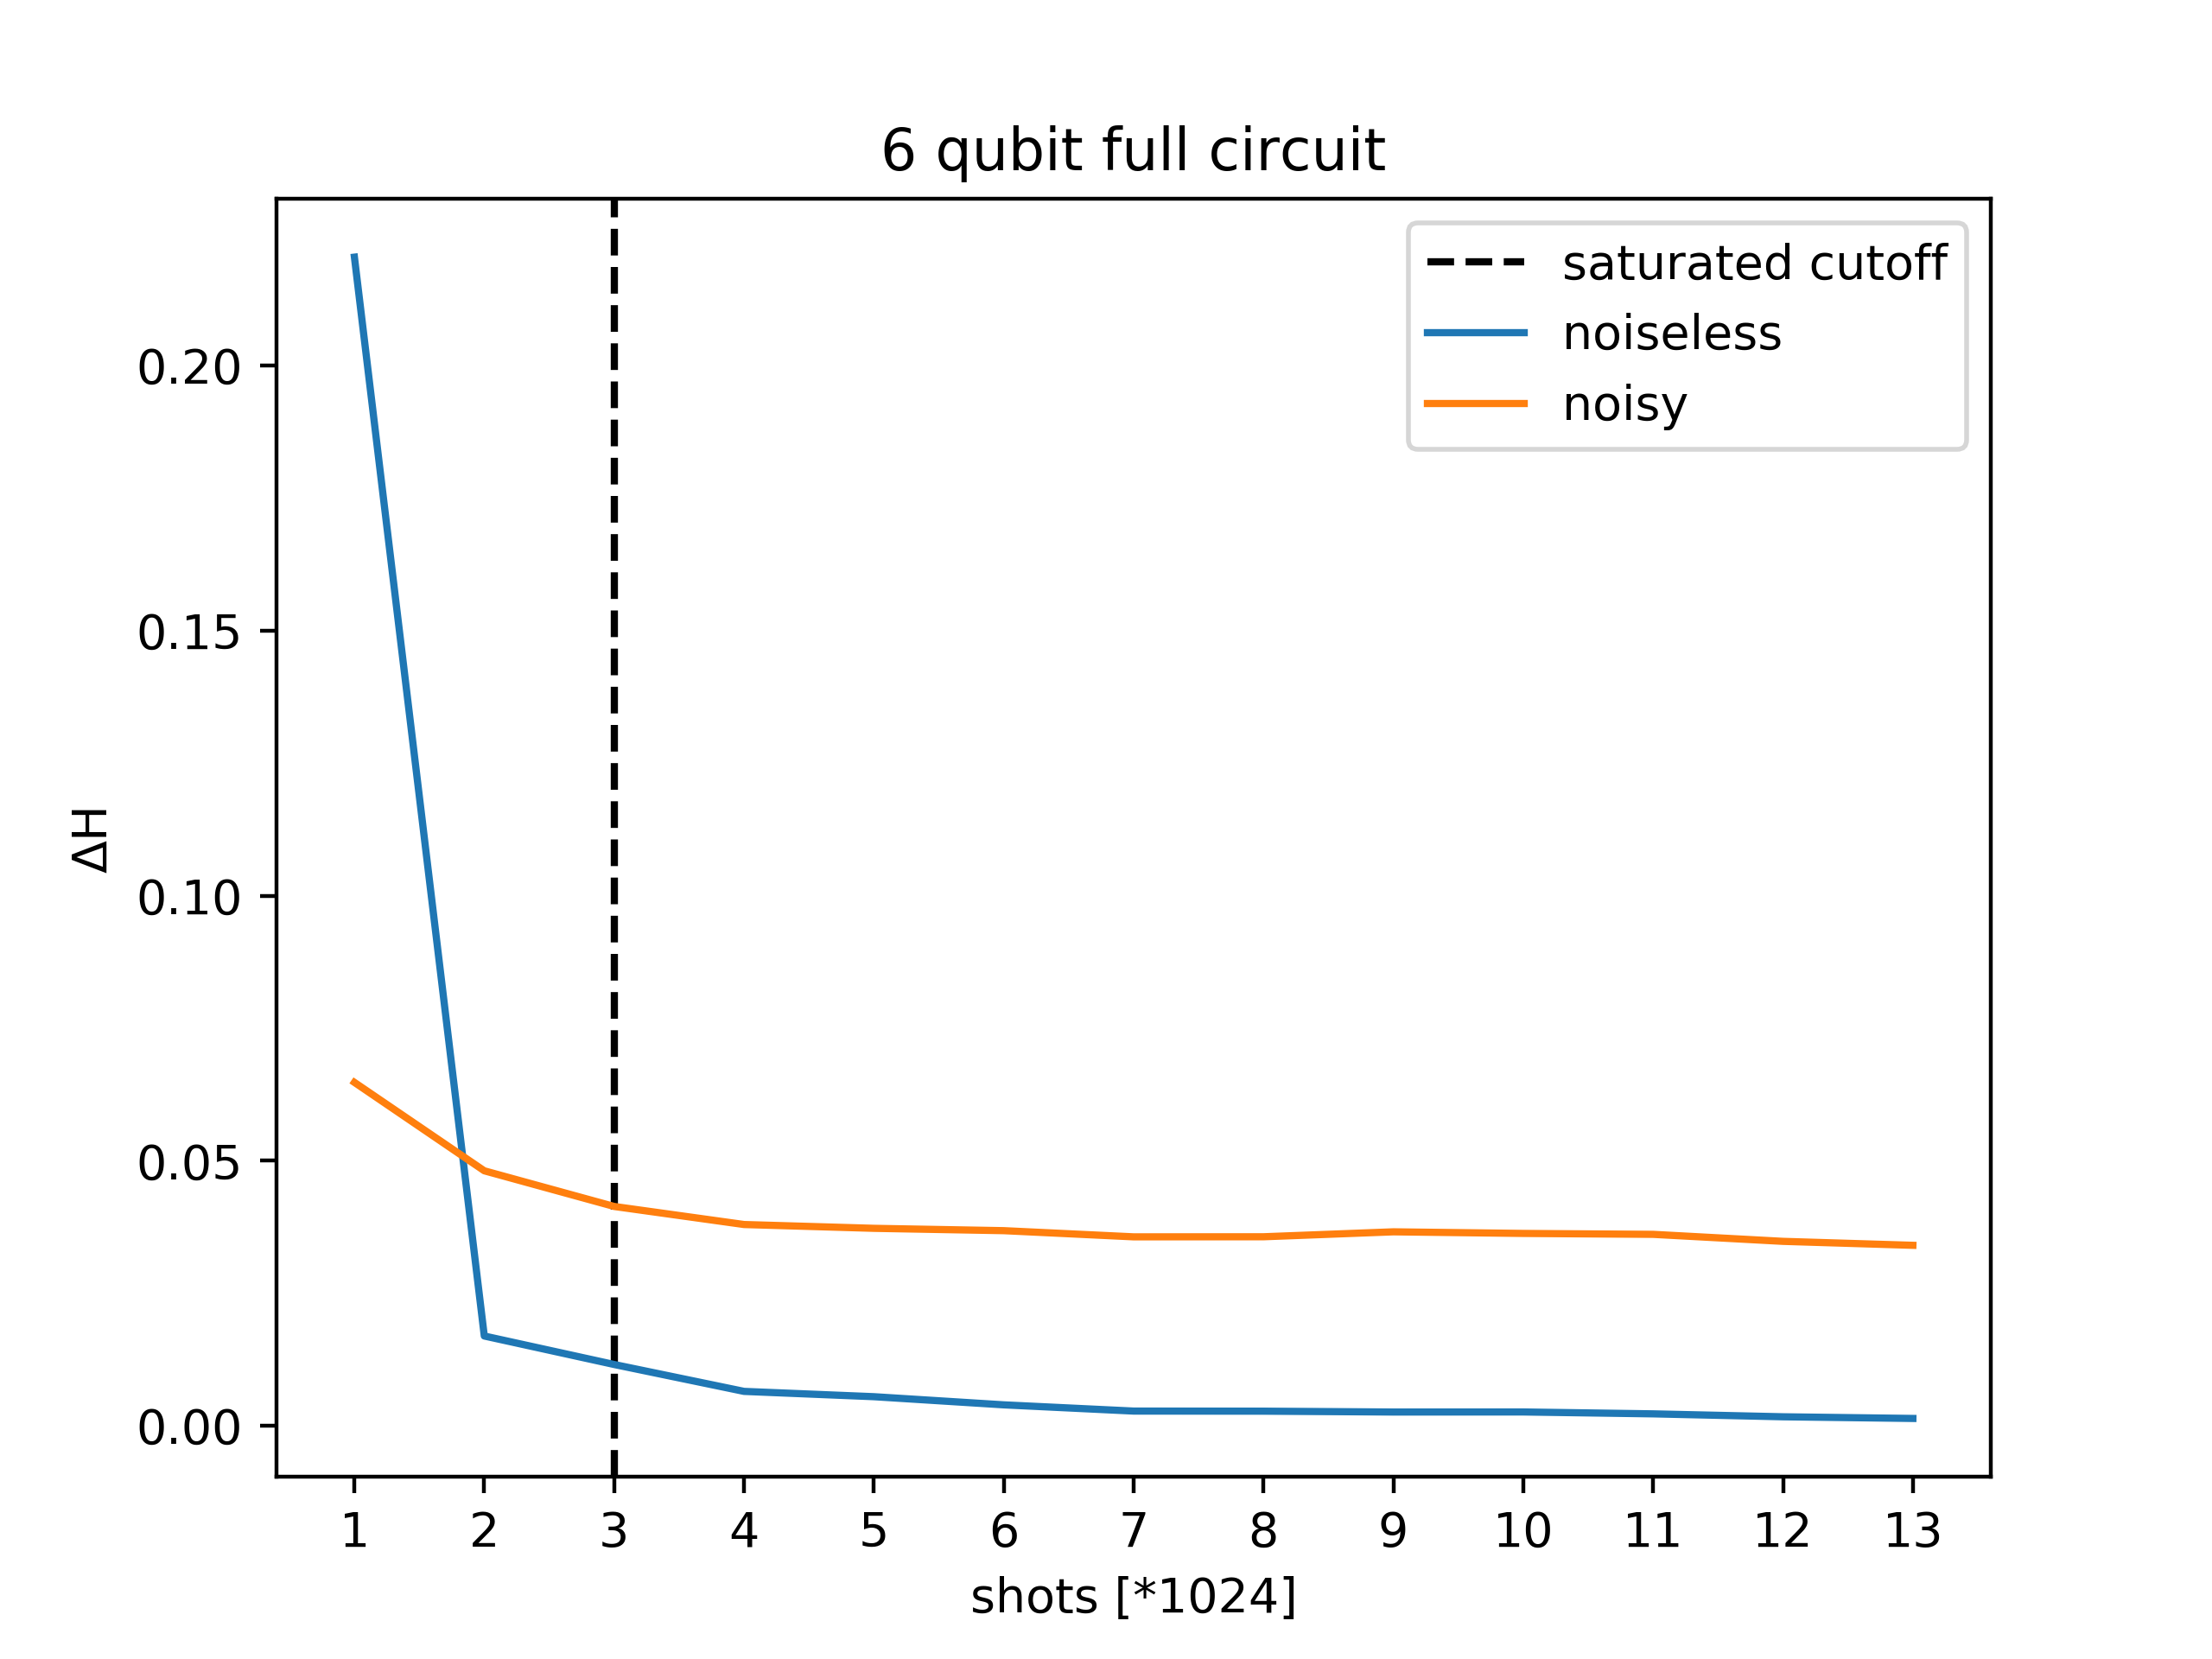 6 qubit full circuit
saturated cutoff
noiseless
noisy
0.20
0.15
0.10
0.05
0.00
ΔH
1 2 3 4 5 6 7 8 9 10 11 12 13
shots [*1024]